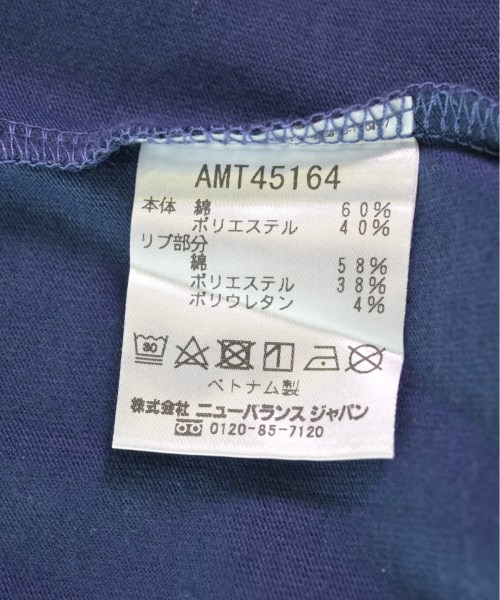 AMT45164
本体 綿 60%
ポリエステル 40%
リブ部分
綿 58%
ポリエステル 38%
ポリウレタン 4%
30
ベトナム製
株式会社 ニューバランス ジャパン
0120-85-7120